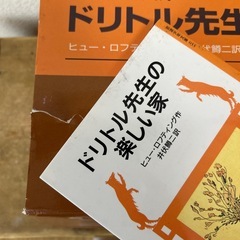 ドリトル先生
ヒュー・ロフティング
伏鱒二訳
ドリトル先生の
楽しい家
ヒュー・ロフティング作
井伏鱒二訳